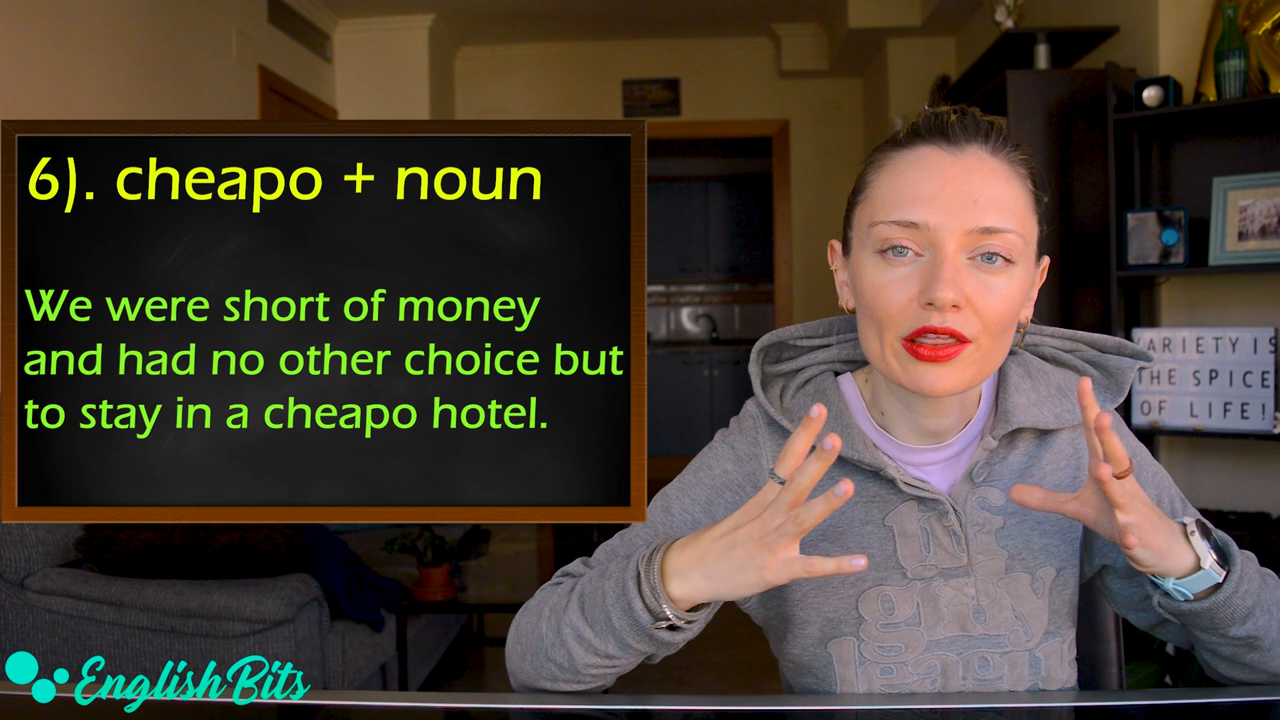 6). cheapo + noun
We were short of money
and had no other choice but
to stay in a cheapo hotel.
VARIETY IS
THE SPICE
OF LIFE!
EnglishBits